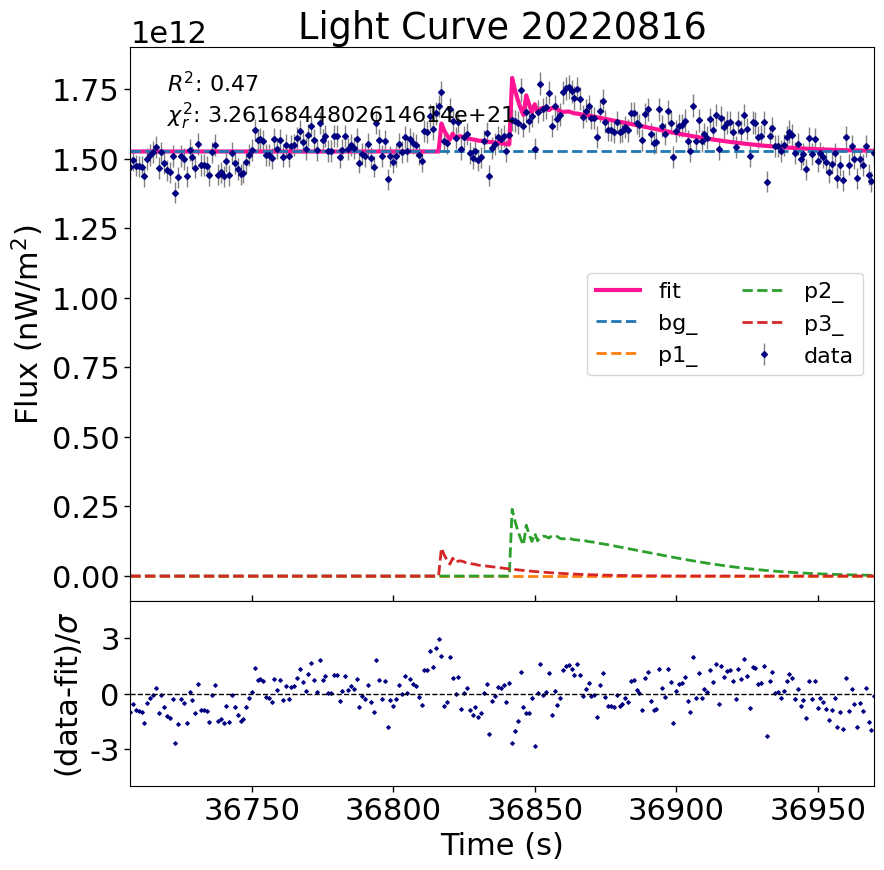 Light Curve 20220816
1e12
R²: 0.47
χ²ᵣ: 3.2616844802614614e+21
1.75
1.50
1.25
1.00
0.75
0.50
0.25
0.00
Flux (nW/m²)
fit
bg_
p1_
p2_
p3_
data
3
0
-3
(data-fit)/σ
36750 36800 36850 36900 36950
Time (s)